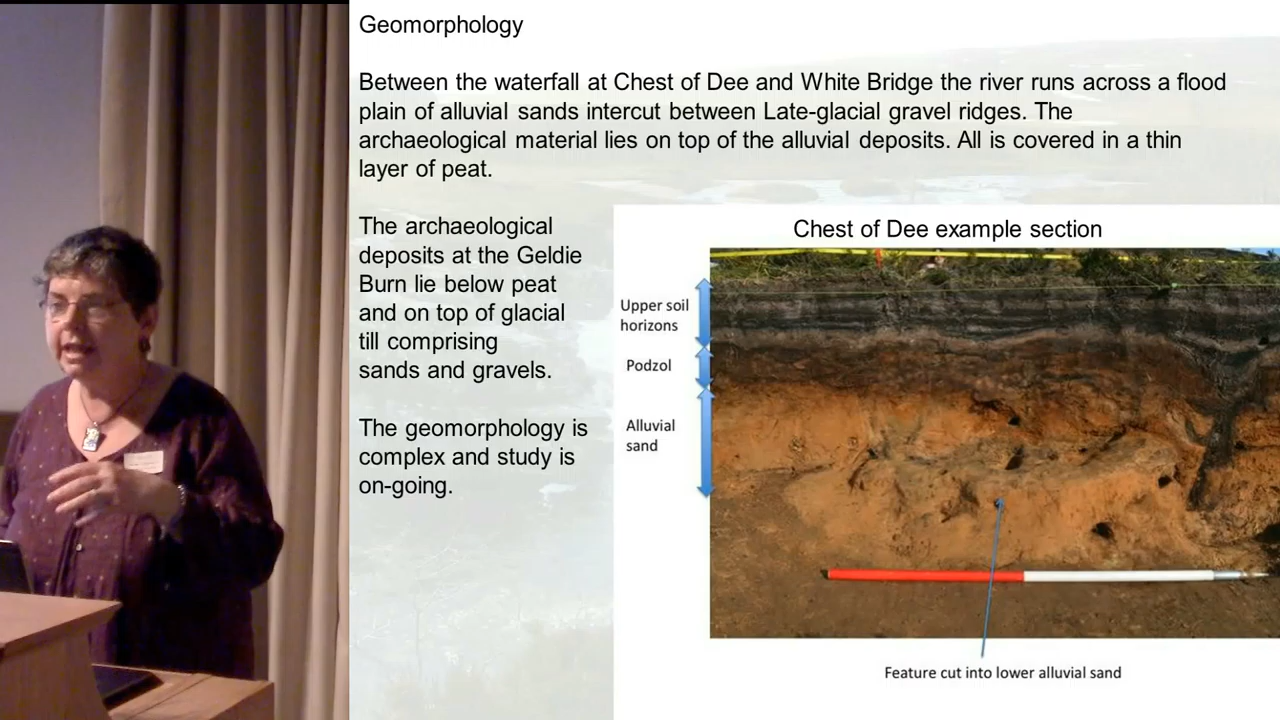 Geomorphology
Between the waterfall at Chest of Dee and White Bridge the river runs across a flood
plain of alluvial sands intercut between Late-glacial gravel ridges. The
archaeological material lies on top of the alluvial deposits. All is covered in a thin
layer of peat.
The archaeological
deposits at the Geldie
Burn lie below peat
and on top of glacial
till comprising
sands and gravels.
The geomorphology is
complex and study is
on-going.
Chest of Dee example section
Upper soil
horizons
Podzol
Alluvial
sand
Feature cut into lower alluvial sand